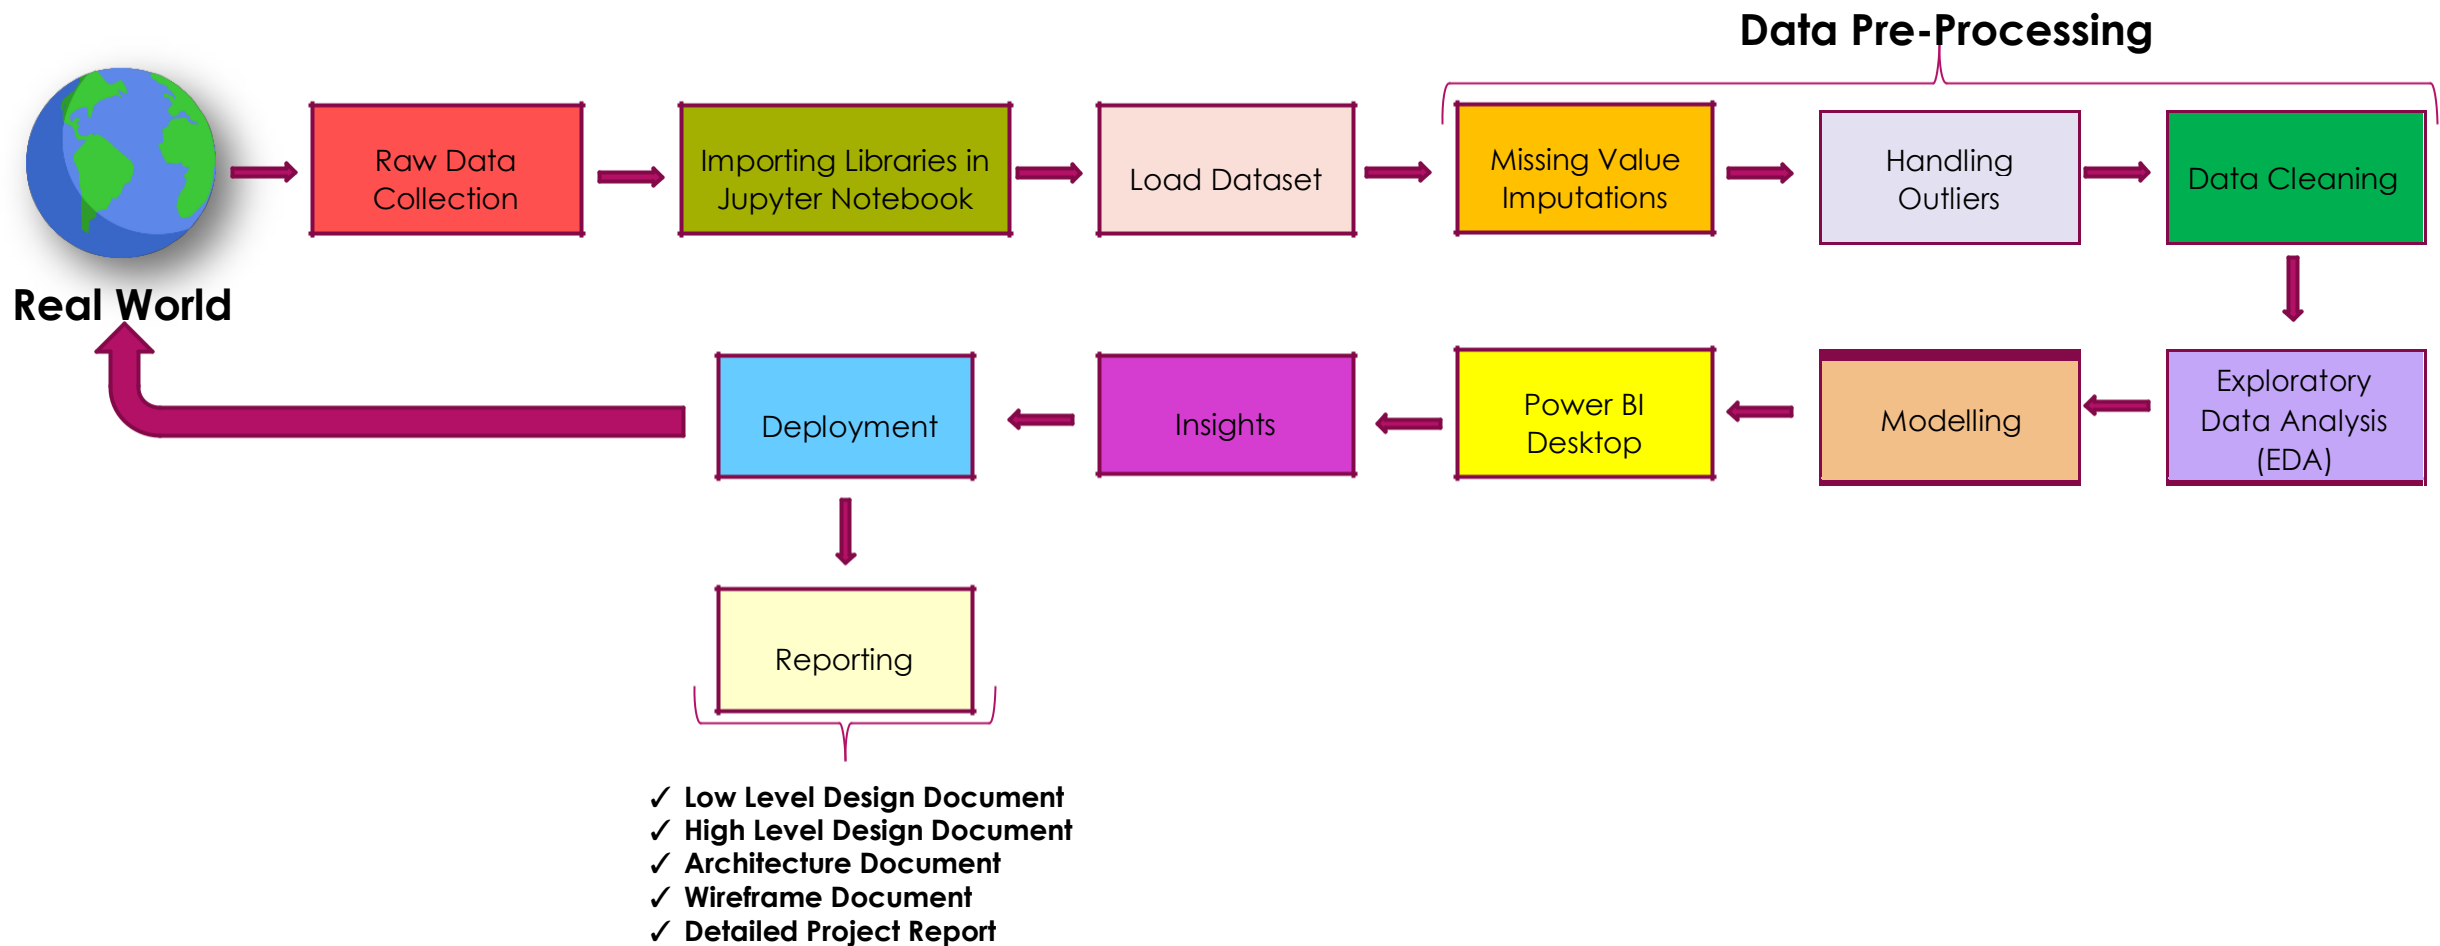 Data Pre-Processing
Raw Data
Collection
Importing Libraries in
Jupyter Notebook
Load Dataset
Missing Value
Imputations
Handling
Outliers
Data Cleaning
Real World
Deployment
Insights
Power BI
Desktop
Modelling
Exploratory
Data Analysis
(EDA)
Reporting
✓ Low Level Design Document
✓ High Level Design Document
✓ Architecture Document
✓ Wireframe Document
✓ Detailed Project Report